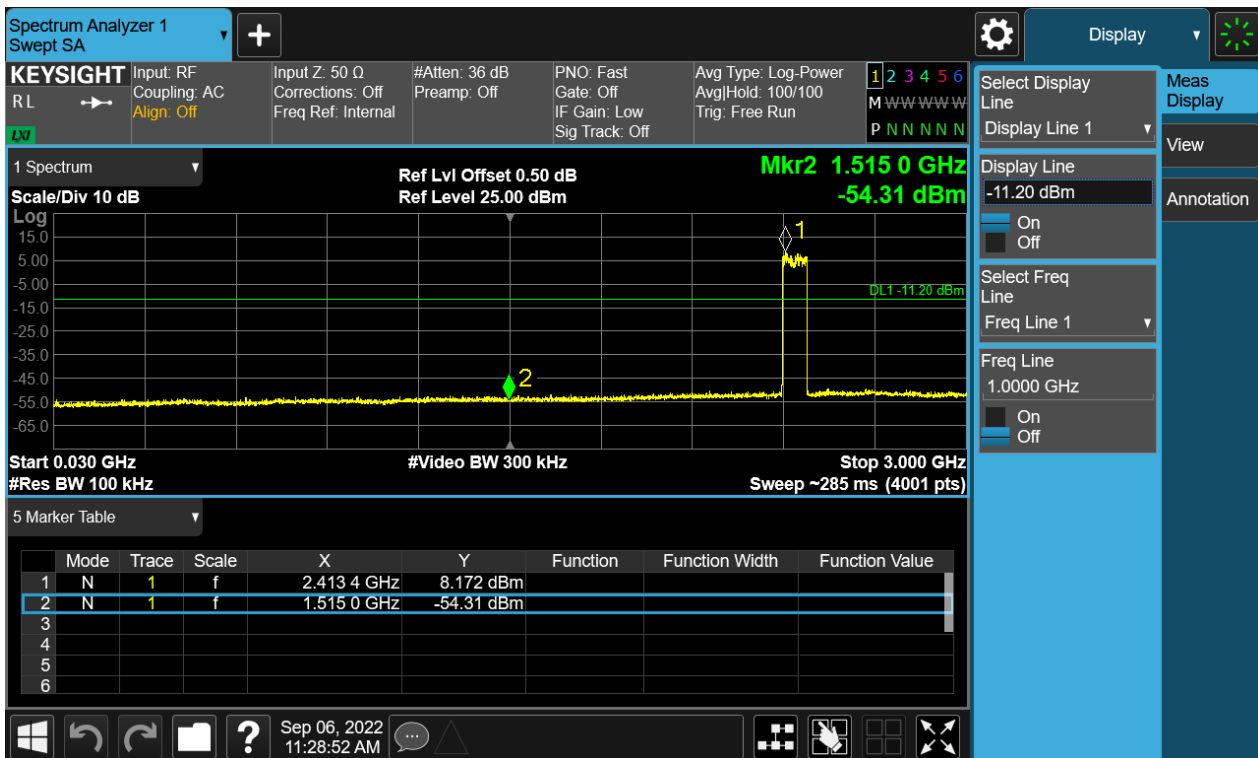 Spectrum Analyzer 1
Swept SA
Display
KEYSIGHT
R L
LXI
Input: RF
Coupling: AC
Align: Off
Input Z: 50 Ω
Corrections: Off
Freq Ref: Internal
#Atten: 36 dB
Preamp: Off
PNO: Fast
Gate: Off
IF Gain: Low
Sig Track: Off
Avg Type: Log-Power
Avg|Hold: 100/100
Trig: Free Run
1 2 3 4 5 6
M W W W W W
P N N N N N
1 Spectrum
Scale/Div 10 dB
Ref Lvl Offset 0.50 dB
Ref Level 25.00 dBm
Mkr2 1.515 0 GHz
-54.31 dBm
Log
15.0
5.00
-5.00
-15.0
-25.0
-35.0
-45.0
-55.0
-65.0
1
DL1 -11.20 dBm
2
Start 0.030 GHz
#Res BW 100 kHz
#Video BW 300 kHz
Stop 3.000 GHz
Sweep ~285 ms (4001 pts)
5 Marker Table
Mode Trace Scale X Y Function Function Width Function Value
1 N 1 f 2.413 4 GHz 8.172 dBm
2 N 1 f 1.515 0 GHz -54.31 dBm
3
4
5
6
Select Display
Line
Display Line 1
Display Line
-11.20 dBm
On
Off
Select Freq
Line
Freq Line 1
Freq Line
1.0000 GHz
On
Off
Meas
Display
View
Annotation
?
Sep 06, 2022
11:28:52 AM